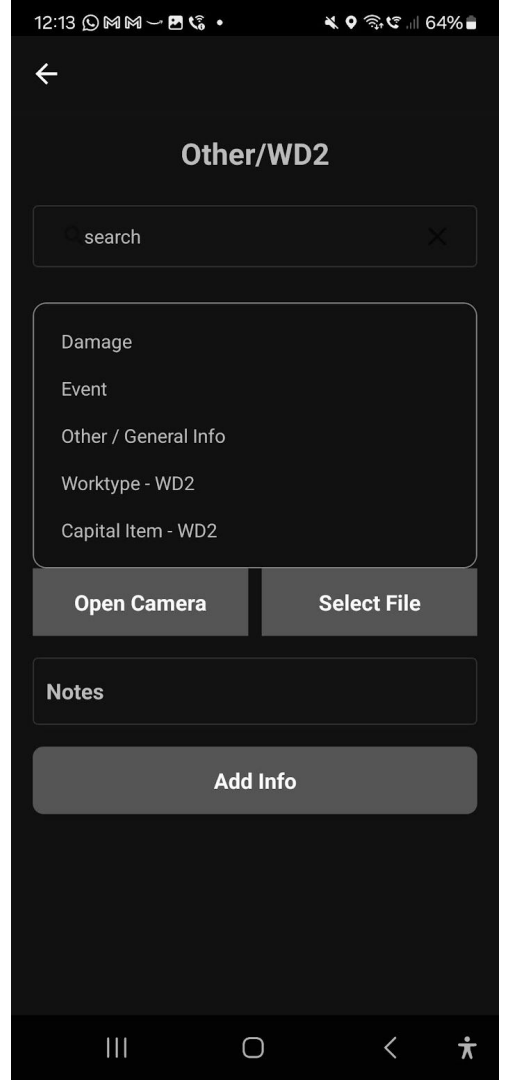 12:13 64%
Other/WD2
search
Damage
Event
Other / General Info
Worktype - WD2
Capital Item - WD2
Open Camera Select File
Notes
Add Info